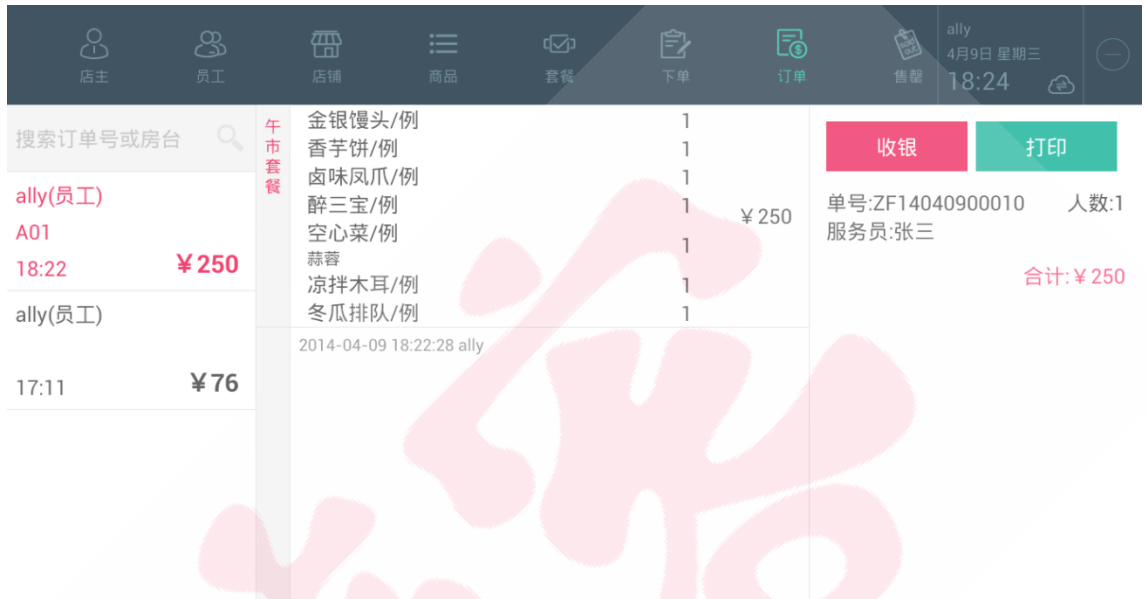 店主
员工
店铺
商品
套餐
下单
订单
售罄
ally
4月9日 星期三
18:24
搜索订单号或房台
ally(员工)
A01
18:22 ¥250
ally(员工)
17:11 ¥76
午市套餐
金银馒头/例 1
香芋饼/例 1
卤味凤爪/例 1
醉三宝/例 1
¥250
空心菜/例 1
蒜蓉
凉拌木耳/例 1
冬瓜排队/例 1
2014-04-09 18:22:28 ally
收银
打印
单号:ZF14040900010 人数:1
服务员:张三
合计:¥250